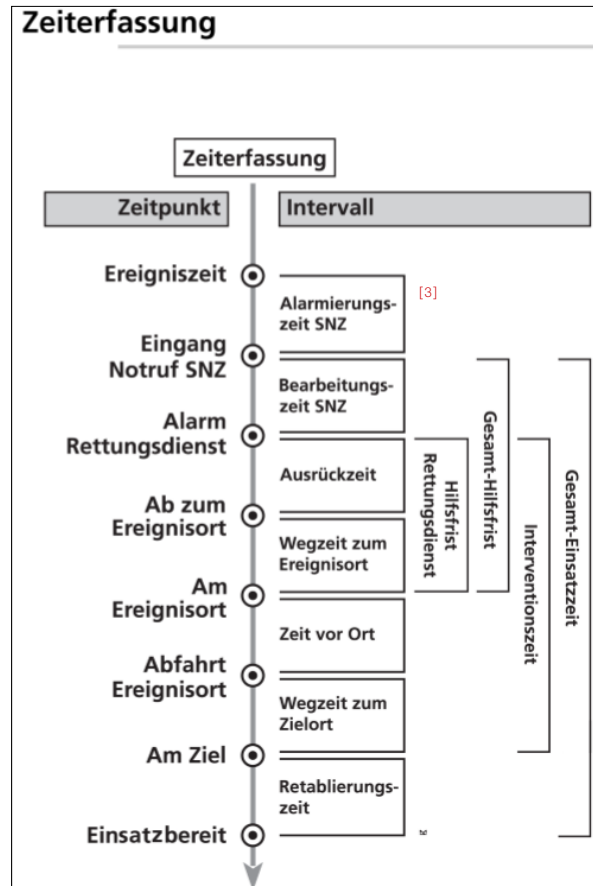 Zeiterfassung
Zeiterfassung
Zeitpunkt
Intervall
Ereigniszeit
Alarmierungs-
zeit SNZ
[3]
Eingang
Notruf SNZ
Bearbeitungs-
zeit SNZ
Alarm
Rettungsdienst
Ausrückzeit
Ab zum
Ereignisort
Wegzeit zum
Ereignisort
Am
Ereignisort
Zeit vor Ort
Abfahrt
Ereignisort
Wegzeit zum
Zielort
Am Ziel
Retablierungs-
zeit
Einsatzbereit
Hilfsfrist
Rettungsdienst
Gesamt-Hilfsfrist
Interventionszeit
Gesamt-Einsatzzeit